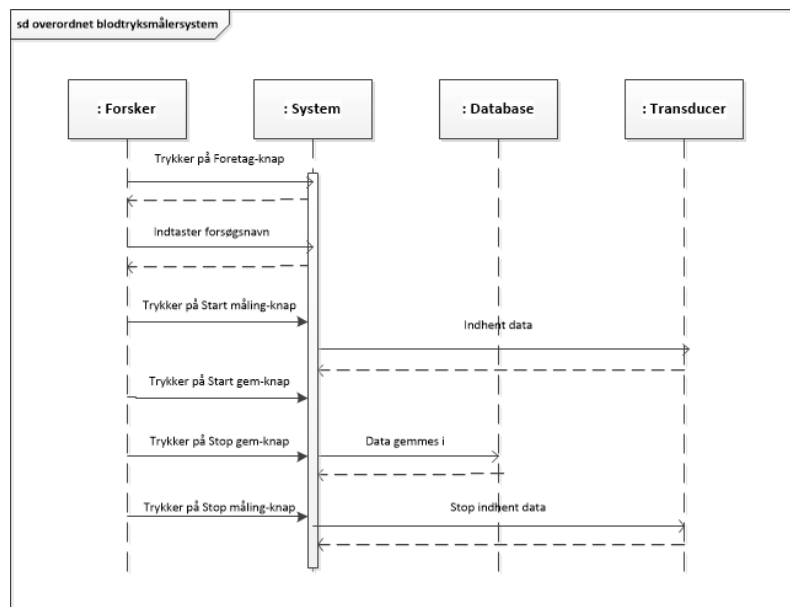 sd overordnet blodtryksmålersystem
: Forsker
: System
: Database
: Transducer
Trykker på Foretag-knap
Indtaster forsøgsnavn
Trykker på Start måling-knap
Indhent data
Trykker på Start gem-knap
Trykker på Stop gem-knap
Data gemmes i
Trykker på Stop måling-knap
Stop indhent data